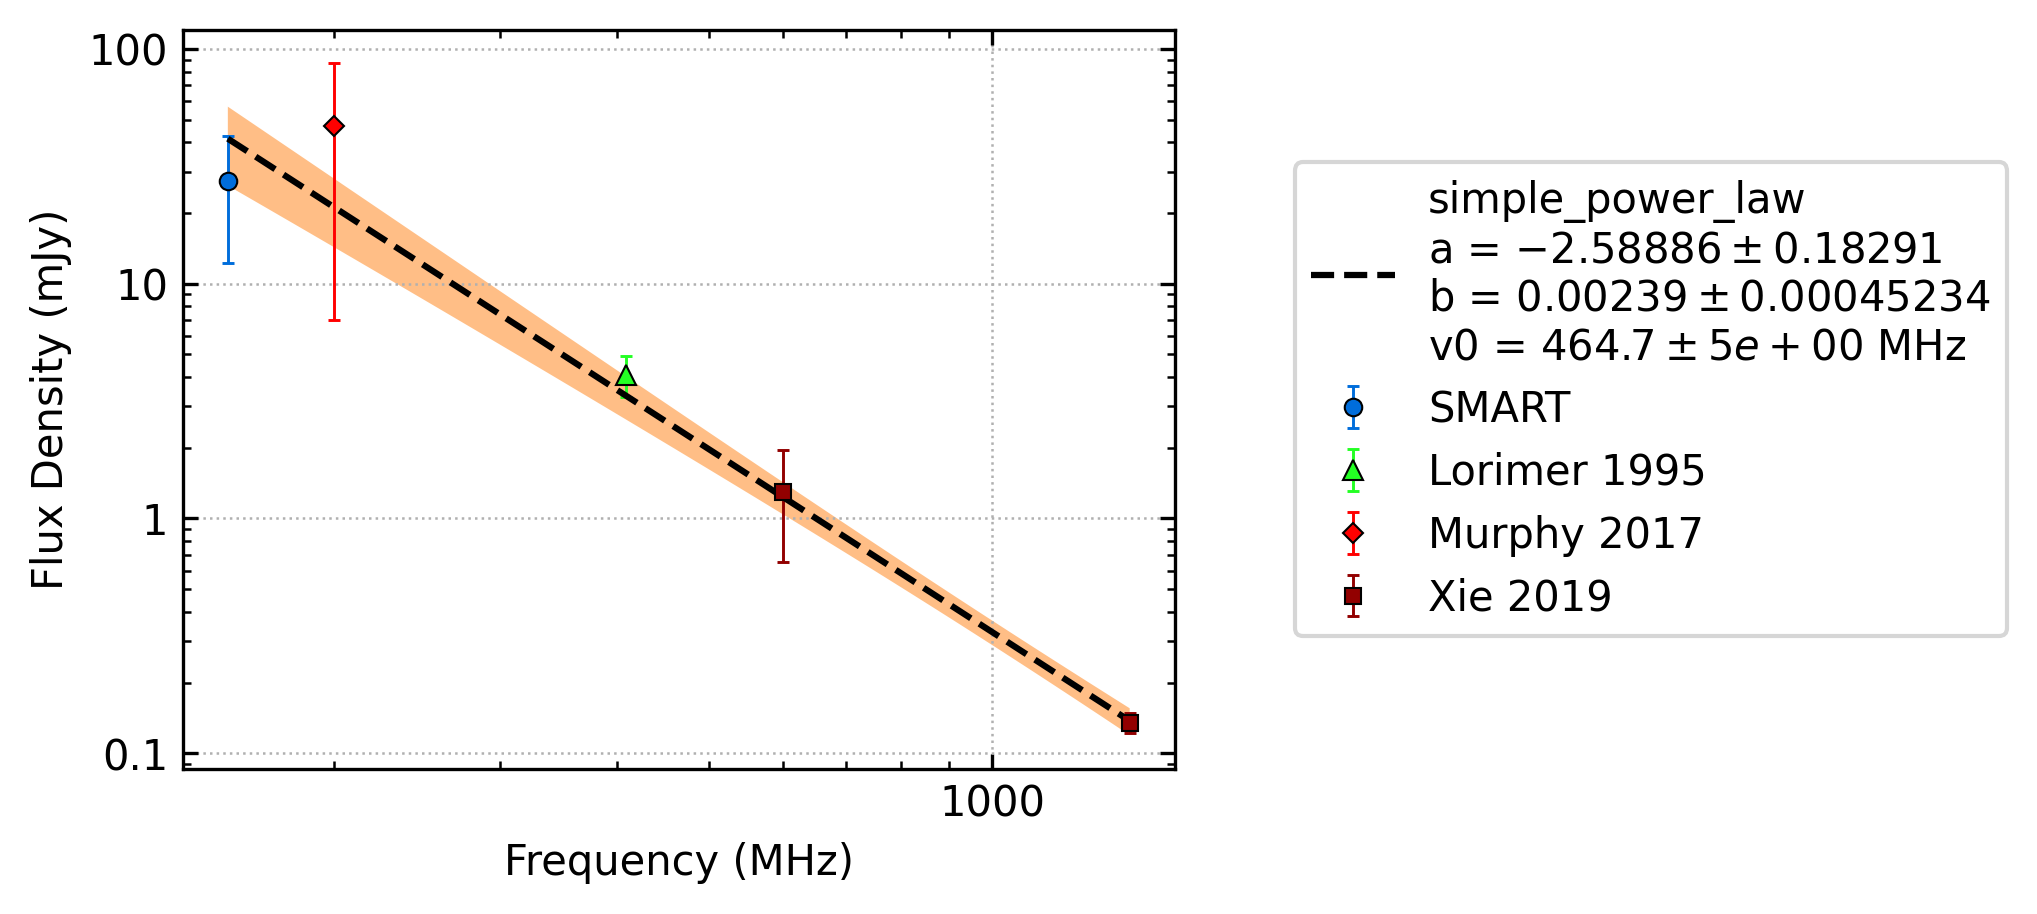 100
10
1
0.1
Flux Density (mJy)
1000
Frequency (MHz)
simple_power_law
a = −2.58886 ± 0.18291
b = 0.00239 ± 0.00045234
v0 = 464.7 ± 5e + 00 MHz
SMART
Lorimer 1995
Murphy 2017
Xie 2019